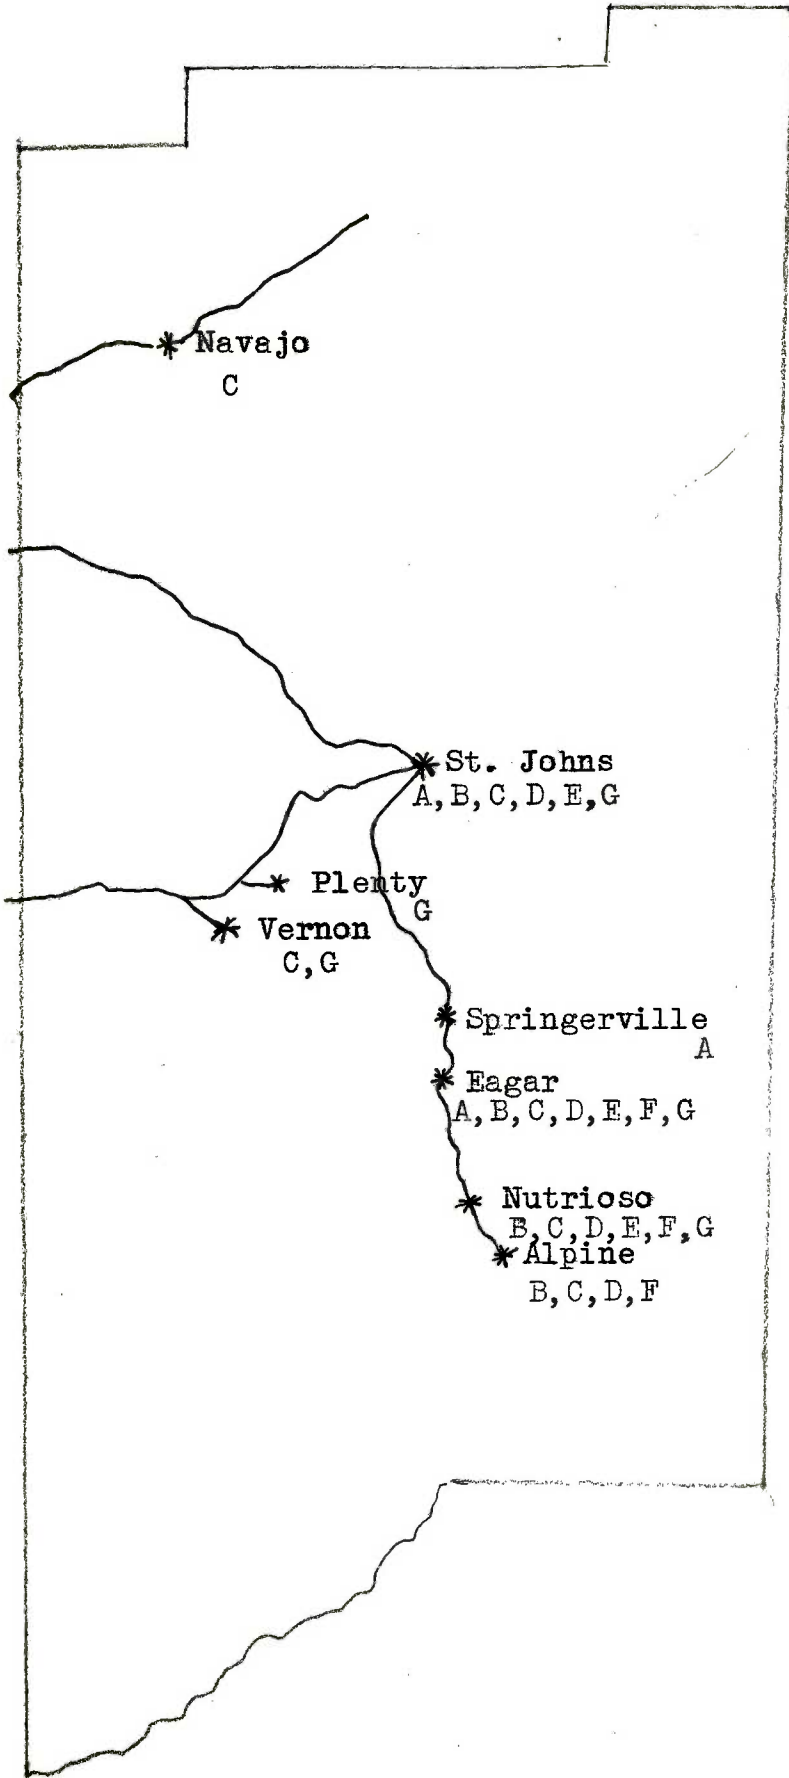 Navajo
C
St. Johns
A,B,C,D,E,G
Plenty
G
Vernon
C,G
Springerville
A
Eagar
A,B,C,D,E,F,G
Nutrioso
B,C,D,E,F,G
Alpine
B,C,D,F